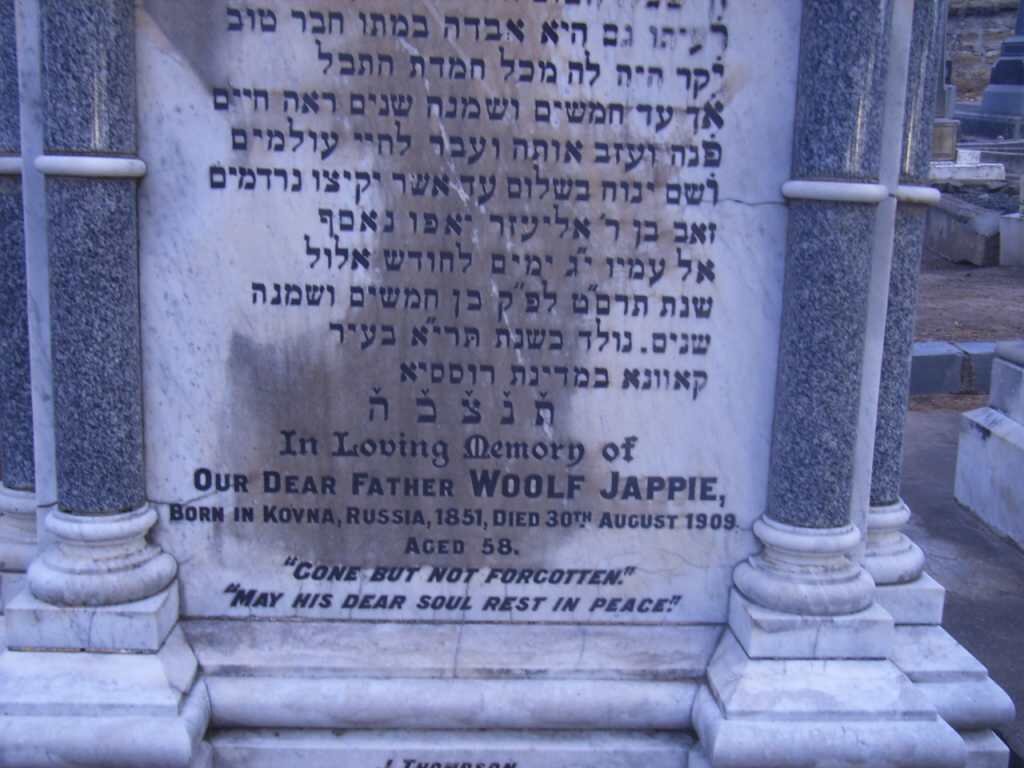 רעיתו גם היא אבדה במתו חבר טוב
יקר היה לה מכל חמדת התבל
אך עד חמשים ושמנה שנים ראה חיים
פנה ועזב אותה ועבר לחיי עולמים
ושם ינוח בשלום עד אשר יקיצו נרדמים
זאב בן ר׳ אליעזר יאפו נאסף
אל עמיו י״ג ימים לחודש אלול
שנת תרס״ט לפ״ק בן חמשים ושמנה
שנים. נולד בשנת תרי״א בעיר
קאוונא במדינת רוססיא
ת נ צ ב ה
In Loving Memory of
OUR DEAR FATHER WOOLF JAPPIE,
BORN IN KOVNA, RUSSIA, 1851, DIED 30TH AUGUST 1909.
AGED 58.
"GONE BUT NOT FORGOTTEN."
"MAY HIS DEAR SOUL REST IN PEACE."
J. THOMPSON